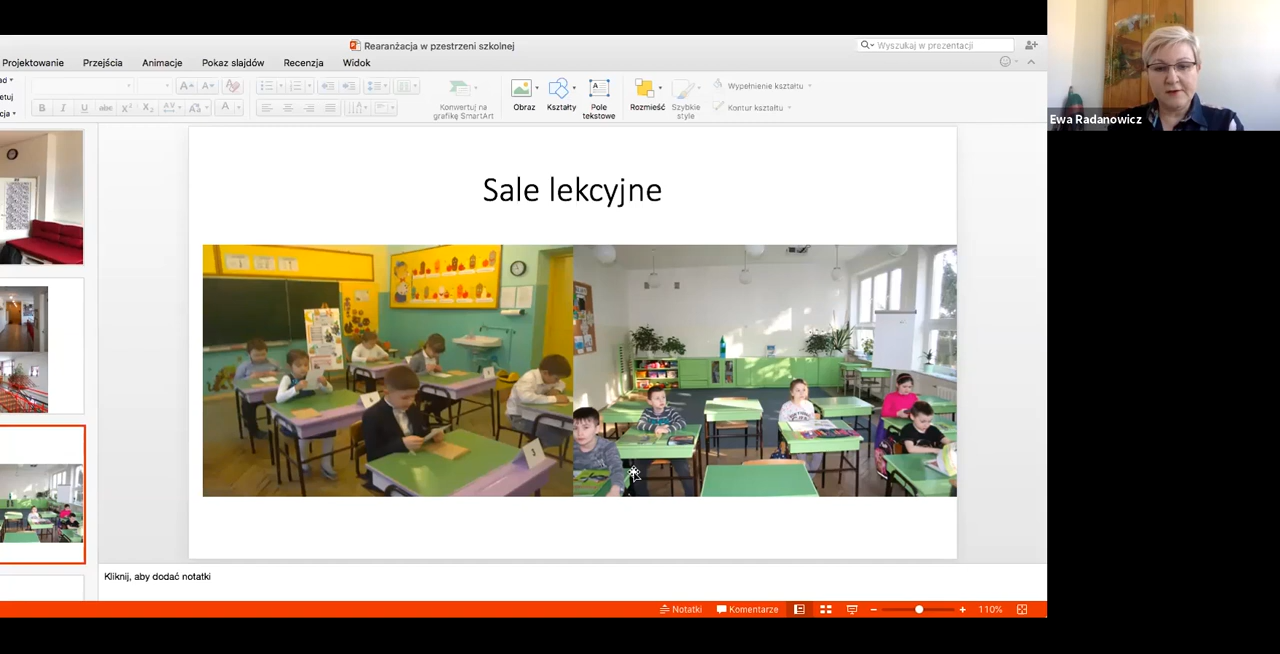 Rearanżacja w pzestrzeni szkolnej
Wyszukaj w prezentacji
Projektowanie Przejścia Animacje Pokaz slajdów Recenzja Widok
Konwertuj na
grafikę SmartArt
Obraz Kształty Pole
tekstowe
Rozmieść Szybkie
style
Wypełnienie kształtu
Kontur kształtu
Ewa Radanowicz
Sale lekcyjne
Kliknij, aby dodać notatki
Notatki Komentarze 110%